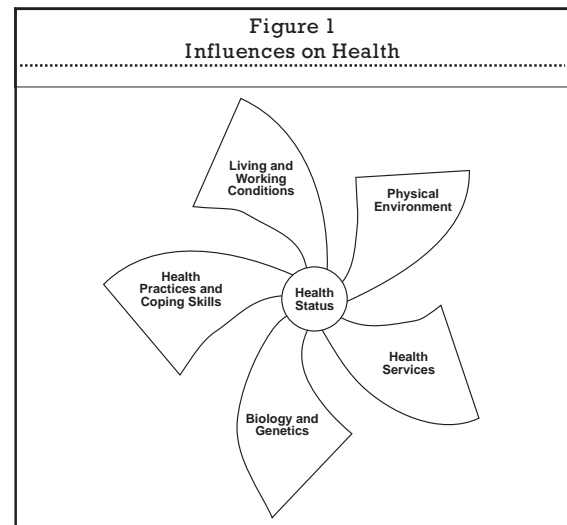 Figure 1
Influences on Health
Living and
Working
Conditions
Physical
Environment
Health
Practices and
Coping Skills
Health
Status
Health
Services
Biology and
Genetics